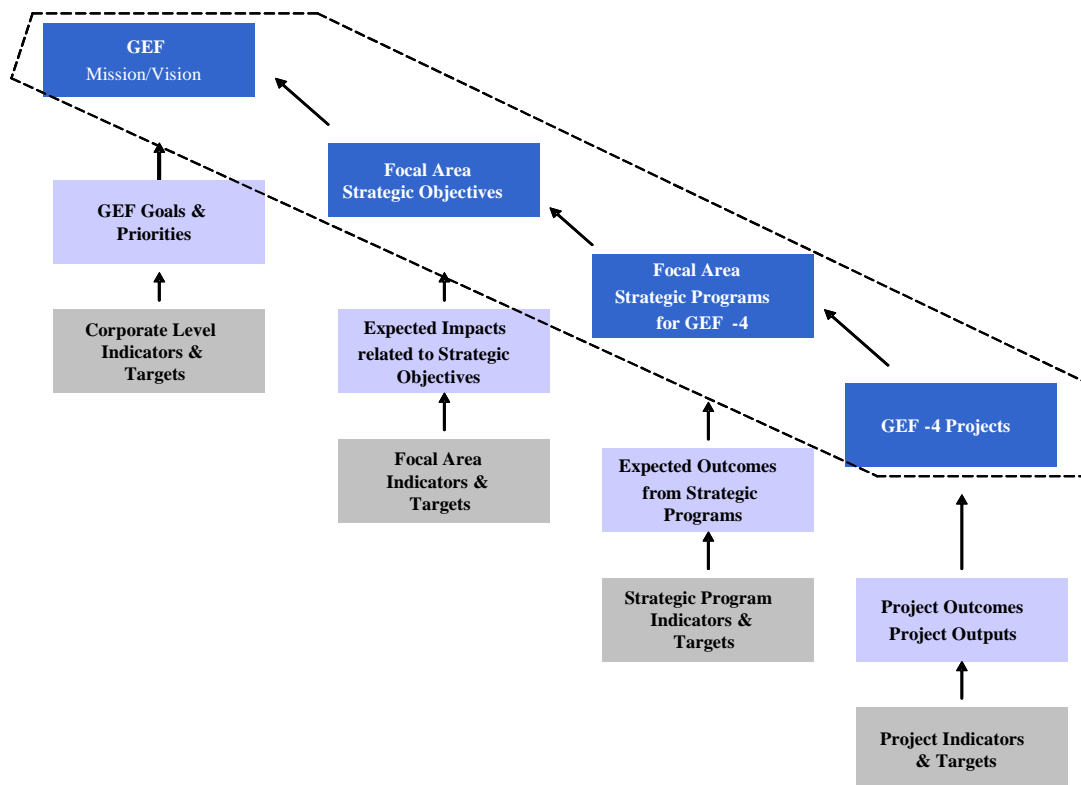 GEF
Mission/Vision
Focal Area
Strategic Objectives
GEF Goals &
Priorities
Focal Area
Strategic Programs
for GEF -4
Corporate Level
Indicators &
Targets
Expected Impacts
related to Strategic
Objectives
GEF -4 Projects
Focal Area
Indicators &
Targets
Expected Outcomes
from Strategic
Programs
Strategic Program
Indicators &
Targets
Project Outcomes
Project Outputs
Project Indicators
& Targets